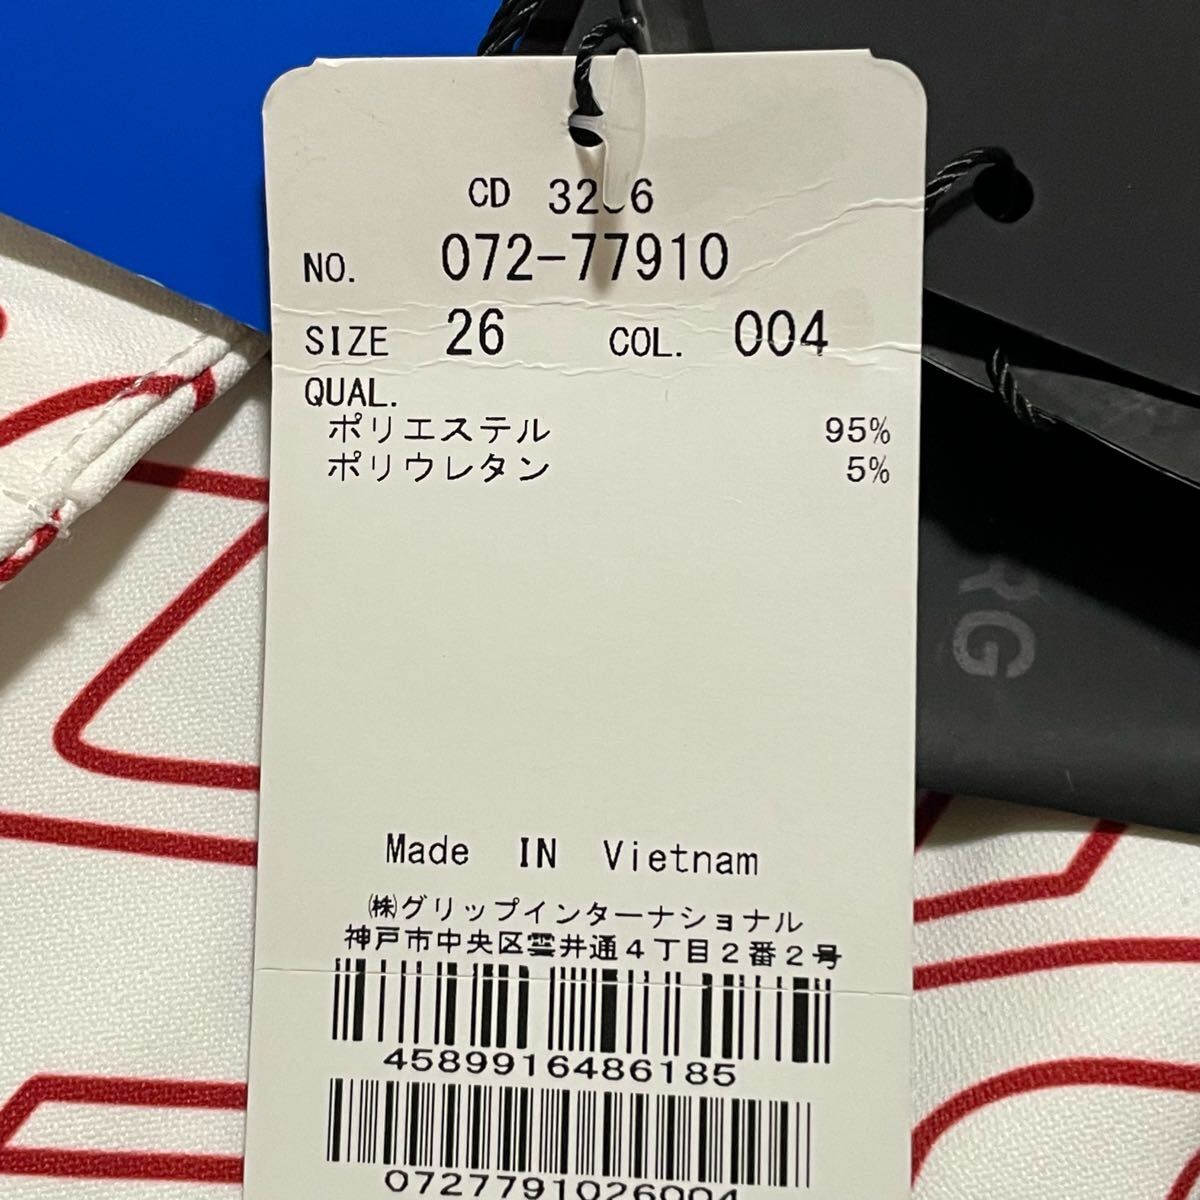 CD
NO. 072-77910
SIZE 26 COL. 004
QUAL.
ポリエステル 95%
ポリウレタン 5%
Made IN Vietnam
㈱グリップインターナショナル
神戸市中央区雲井通4丁目2番2号
4589916486185
0727791026004
RG